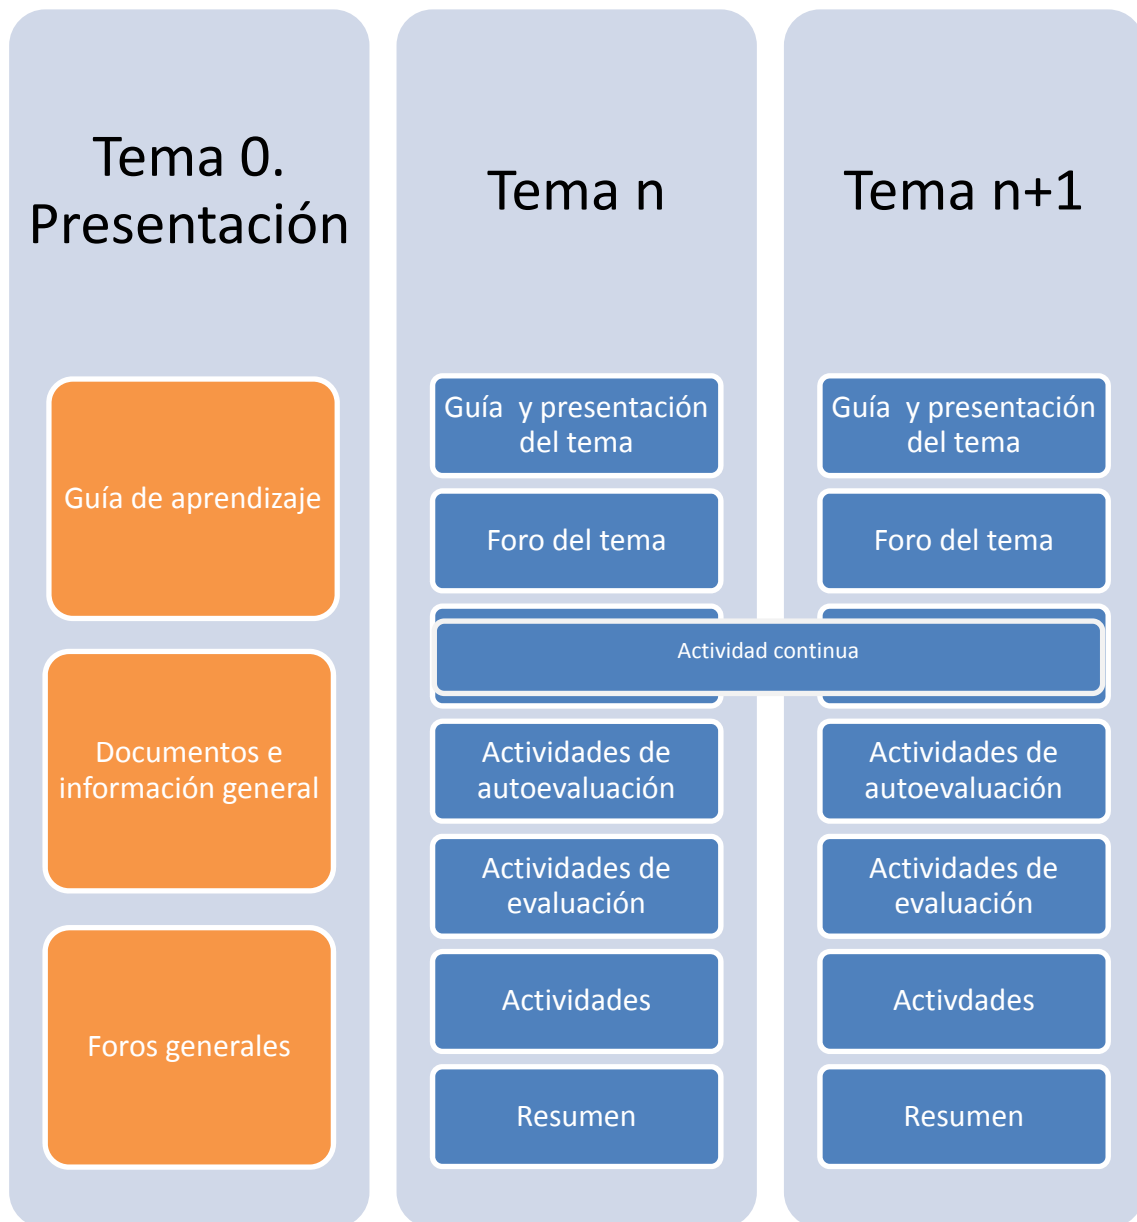 Tema 0.
Presentación
Guía de aprendizaje
Documentos e
información general
Foros generales
Tema n
Guía y presentación
del tema
Foro del tema
Actividad continua
Actividades de
autoevaluación
Actividades de
evaluación
Actividades
Resumen
Tema n+1
Guía y presentación
del tema
Foro del tema
Actividades de
autoevaluación
Actividades de
evaluación
Activdades
Resumen